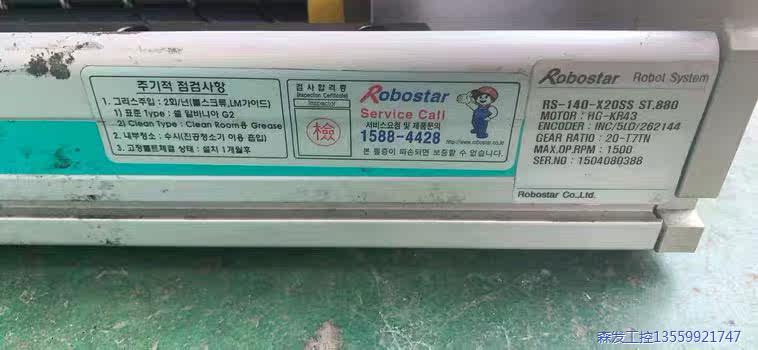 주기적 점검사항
1. 그리스주입 : 2회/년(볼스크류,LM가이드)
1) 표준 Type : 쉘 알바니아 G2
2) Clean Type : Clean Room용 Grease
2. 내부청소 : 수시(진공청소기 이용 흡입)
3. 고정볼트체결 상태 : 설치 1개월후
검사합격증
(Inspection Certificate)
Inspector
檢
Robostar
Service Call
서비스요청 및 제품문의
1588-4428
http://www.robostar.co.kr
본 필증이 파손되면 보증할 수 없습니다.
Robostar Robot System
RS-140-X20SS ST.880
MOTOR : HG-KR43
ENCODER : INC/5LD/262144
GEAR RATIO : 20-T7TN
MAX.OP.RPM : 1500
SER.NO : 1504080388
Robostar Co.,Ltd.
森发工控13559921747